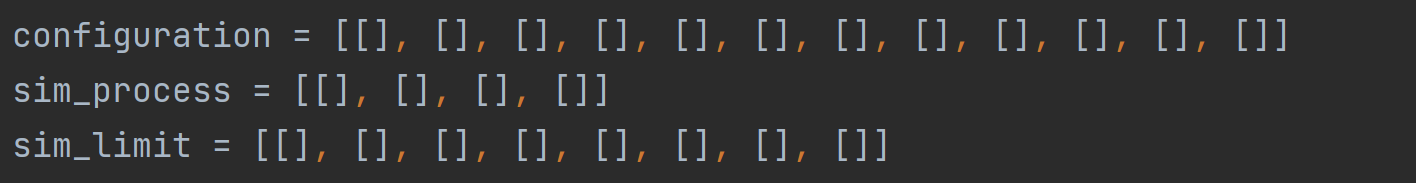 configuration = [[], [], [], [], [], [], [], [], [], [], [], []]
sim_process = [[], [], [], []]
sim_limit = [[], [], [], [], [], [], [], []]